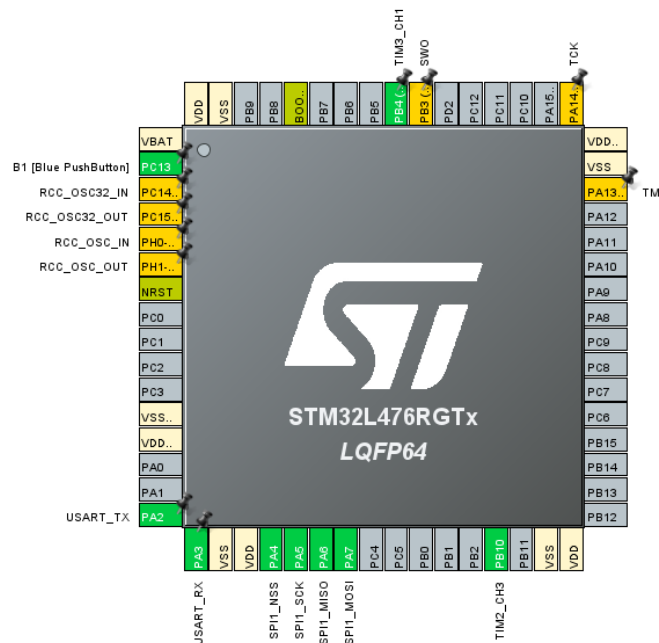 TIM3_CH1
SWO
TCK
VDD
VSS
PB9
PB8
BOO..
PB7
PB6
PB5
PB4 (..
PB3 (..
PD2
PC12
PC11
PC10
PA15..
PA14..
VBAT
B1 [Blue PushButton] PC13
RCC_OSC32_IN PC14..
RCC_OSC32_OUT PC15..
RCC_OSC_IN PH0-..
RCC_OSC_OUT PH1-..
NRST
PC0
PC1
PC2
PC3
VSS..
VDD..
PA0
PA1
USART_TX PA2
STM32L476RGTx
LQFP64
VDD..
VSS
PA13.. TM
PA12
PA11
PA10
PA9
PA8
PC9
PC8
PC7
PC6
PB15
PB14
PB13
PB12
PA3
VSS
VDD
PA4
PA5
PA6
PA7
PC4
PC5
PB0
PB1
PB2
PB10
PB11
VSS
VDD
USART_RX
SPI1_NSS
SPI1_SCK
SPI1_MISO
SPI1_MOSI
TIM2_CH3